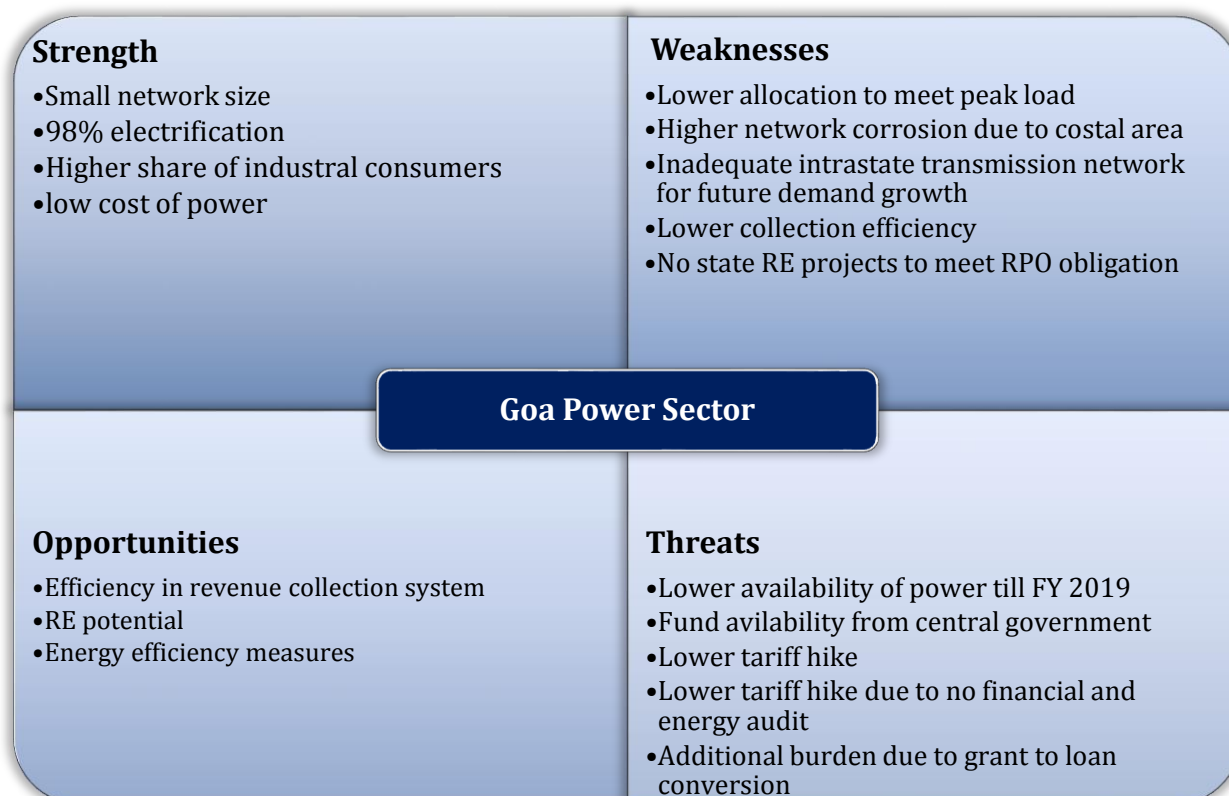 Strength
•Small network size
•98% electrification
•Higher share of industral consumers
•low cost of power
Weaknesses
•Lower allocation to meet peak load
•Higher network corrosion due to costal area
•Inadequate intrastate transmission network
for future demand growth
•Lower collection efficiency
•No state RE projects to meet RPO obligation
Goa Power Sector
Opportunities
•Efficiency in revenue collection system
•RE potential
•Energy efficiency measures
Threats
•Lower availability of power till FY 2019
•Fund avilability from central government
•Lower tariff hike
•Lower tariff hike due to no financial and
energy audit
•Additional burden due to grant to loan
conversion